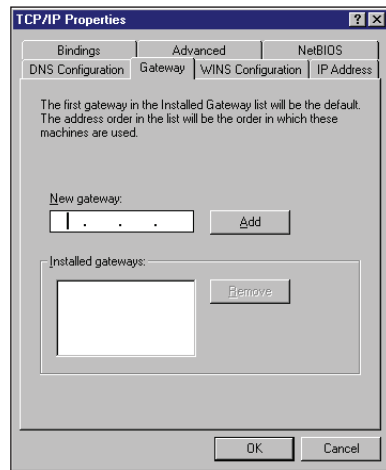 TCP/IP Properties
Bindings Advanced NetBIOS
DNS Configuration Gateway WINS Configuration IP Address
The first gateway in the Installed Gateway list will be the default.
The address order in the list will be the order in which these
machines are used.
New gateway:
. . .
Add
Installed gateways:
Remove
OK Cancel